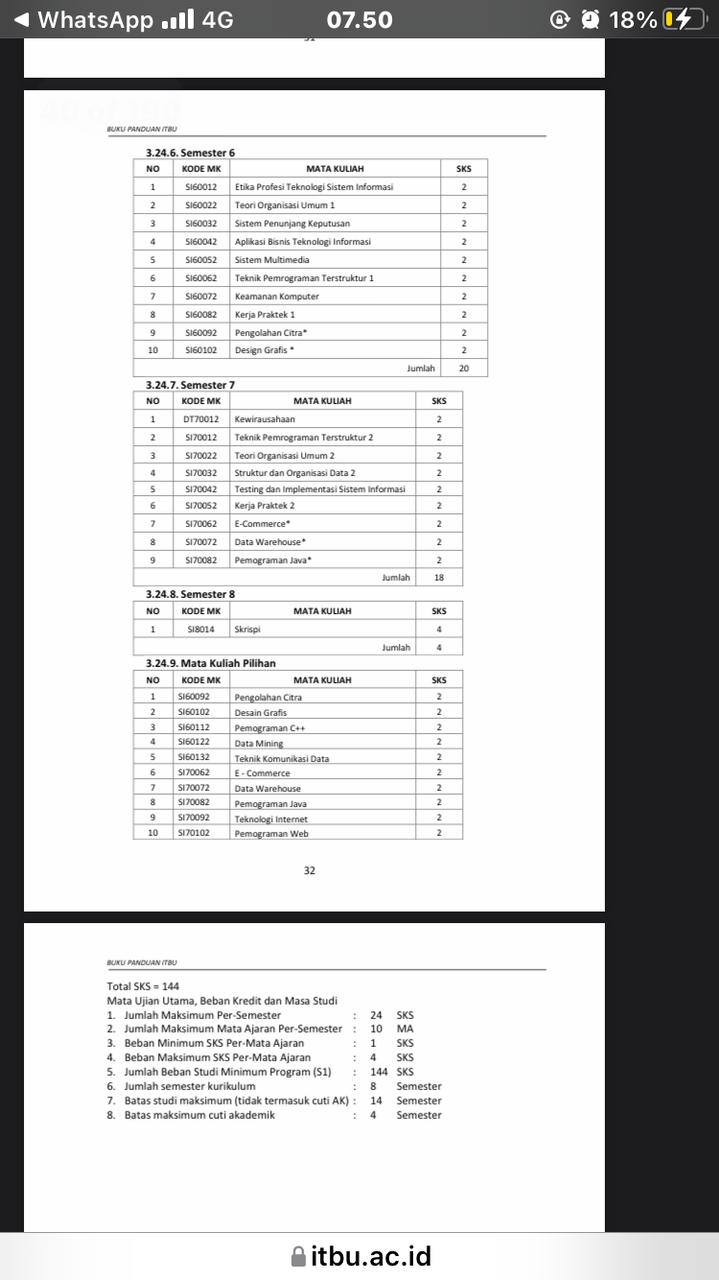 WhatsApp 4G 07.50 18%
BUKU PANDUAN ITBU
3.24.6. Semester 6
NO KODE MK MATA KULIAH SKS
1 SI60012 Etika Profesi Teknologi Sistem Informasi 2
2 SI60022 Teori Organisasi Umum 1 2
3 SI60032 Sistem Penunjang Keputusan 2
4 SI60042 Aplikasi Bisnis Teknologi Informasi 2
5 SI60052 Sistem Multimedia 2
6 SI60062 Teknik Pemrograman Terstruktur 1 2
7 SI60072 Keamanan Komputer 2
8 SI60082 Kerja Praktek 1 2
9 SI60092 Pengolahan Citra* 2
10 SI60102 Design Grafis * 2
Jumlah 20
3.24.7. Semester 7
NO KODE MK MATA KULIAH SKS
1 DT70012 Kewirausahaan 2
2 SI70012 Teknik Pemrograman Terstruktur 2 2
3 SI70022 Teori Organisasi Umum 2 2
4 SI70032 Struktur dan Organisasi Data 2 2
5 SI70042 Testing dan Implementasi Sistem Informasi 2
6 SI70052 Kerja Praktek 2 2
7 SI70062 E-Commerce* 2
8 SI70072 Data Warehouse* 2
9 SI70082 Pemograman Java* 2
Jumlah 18
3.24.8. Semester 8
NO KODE MK MATA KULIAH SKS
1 SI8014 Skrispi 4
Jumlah 4
3.24.9. Mata Kuliah Pilihan
NO KODE MK MATA KULIAH SKS
1 SI60092 Pengolahan Citra 2
2 SI60102 Desain Grafis 2
3 SI60112 Pemograman C++ 2
4 SI60122 Data Mining 2
5 SI60132 Teknik Komunikasi Data 2
6 SI70062 E - Commerce 2
7 SI70072 Data Warehouse 2
8 SI70082 Pemograman Java 2
9 SI70092 Teknologi Internet 2
10 SI70102 Pemograman Web 2
32
BUKU PANDUAN ITBU
Total SKS = 144
Mata Ujian Utama, Beban Kredit dan Masa Studi
1. Jumlah Maksimum Per-Semester : 24 SKS
2. Jumlah Maksimum Mata Ajaran Per-Semester : 10 MA
3. Beban Minimum SKS Per-Mata Ajaran : 1 SKS
4. Beban Maksimum SKS Per-Mata Ajaran : 4 SKS
5. Jumlah Beban Studi Minimum Program (S1) : 144 SKS
6. Jumlah semester kurikulum : 8 Semester
7. Batas studi maksimum (tidak termasuk cuti AK) : 14 Semester
8. Batas maksimum cuti akademik : 4 Semester
itbu.ac.id